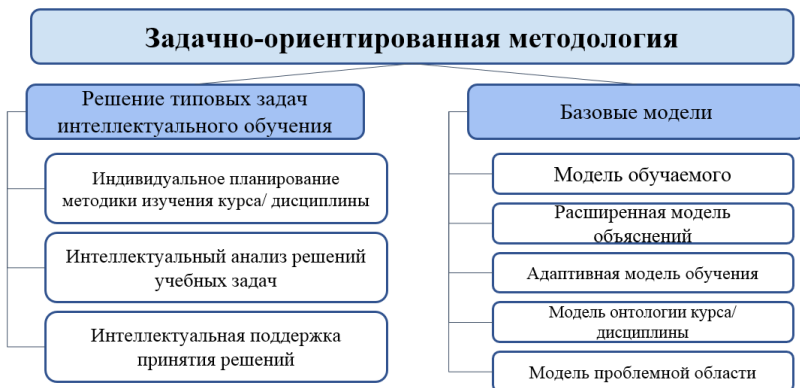 Задачно-ориентированная методология
Решение типовых задач
интеллектуального обучения
Индивидуальное планирование
методики изучения курса/ дисциплины
Интеллектуальный анализ решений
учебных задач
Интеллектуальная поддержка
принятия решений
Базовые модели
Модель обучаемого
Расширенная модель
объяснений
Адаптивная модель обучения
Модель онтологии курса/
дисциплины
Модель проблемной области